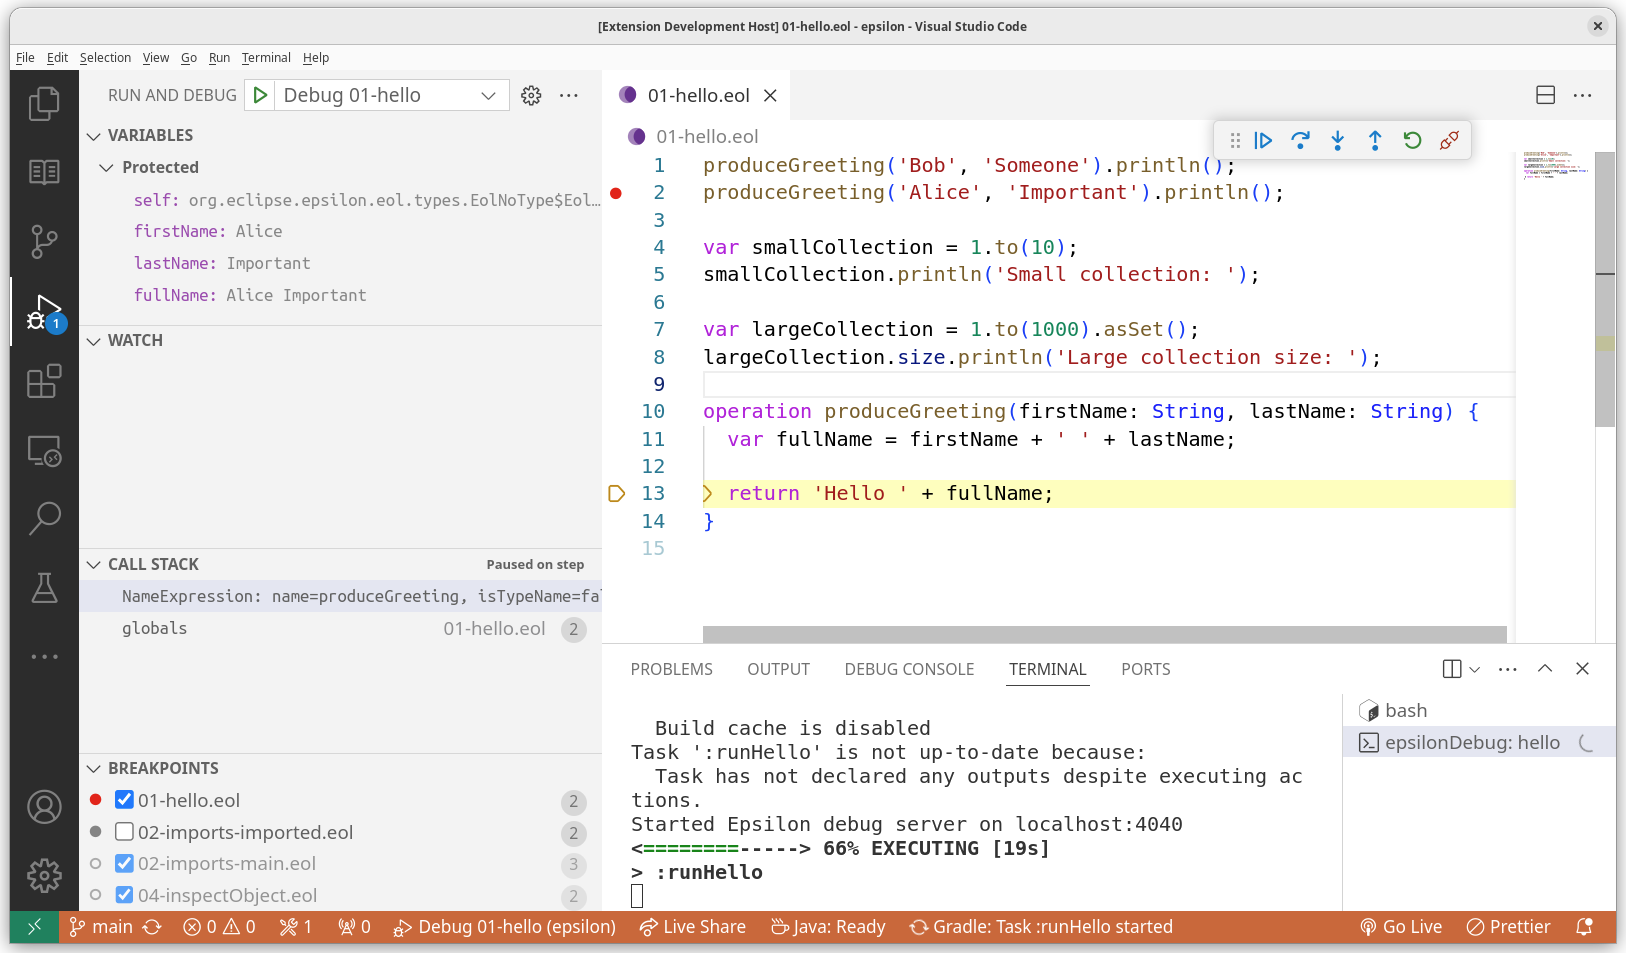 [Extension Development Host] 01-hello.eol - epsilon - Visual Studio Code
File Edit Selection View Go Run Terminal Help
RUN AND DEBUG Debug 01-hello
VARIABLES
Protected
self: org.eclipse.epsilon.eol.types.EolNoType$Eol…
firstName: Alice
lastName: Important
fullName: Alice Important
WATCH
CALL STACK Paused on step
NameExpression: name=produceGreeting, isTypeName=fal
globals 01-hello.eol 2
BREAKPOINTS
01-hello.eol 2
02-imports-imported.eol 2
02-imports-main.eol 3
04-inspectObject.eol 2
1
01-hello.eol
01-hello.eol
1 produceGreeting('Bob', 'Someone').println();
2 produceGreeting('Alice', 'Important').println();
3
4 var smallCollection = 1.to(10);
5 smallCollection.println('Small collection: ');
6
7 var largeCollection = 1.to(1000).asSet();
8 largeCollection.size.println('Large collection size: ');
9
10 operation produceGreeting(firstName: String, lastName: String) {
11 var fullName = firstName + ' ' + lastName;
12
13 return 'Hello ' + fullName;
14 }
15
PROBLEMS OUTPUT DEBUG CONSOLE TERMINAL PORTS
Build cache is disabled
Task ':runHello' is not up-to-date because:
Task has not declared any outputs despite executing ac
tions.
Started Epsilon debug server on localhost:4040
<========-----> 66% EXECUTING [19s]
> :runHello
bash
epsilonDebug: hello
main 0 0 1 0 Debug 01-hello (epsilon) Live Share Java: Ready Gradle: Task :runHello started Go Live Prettier